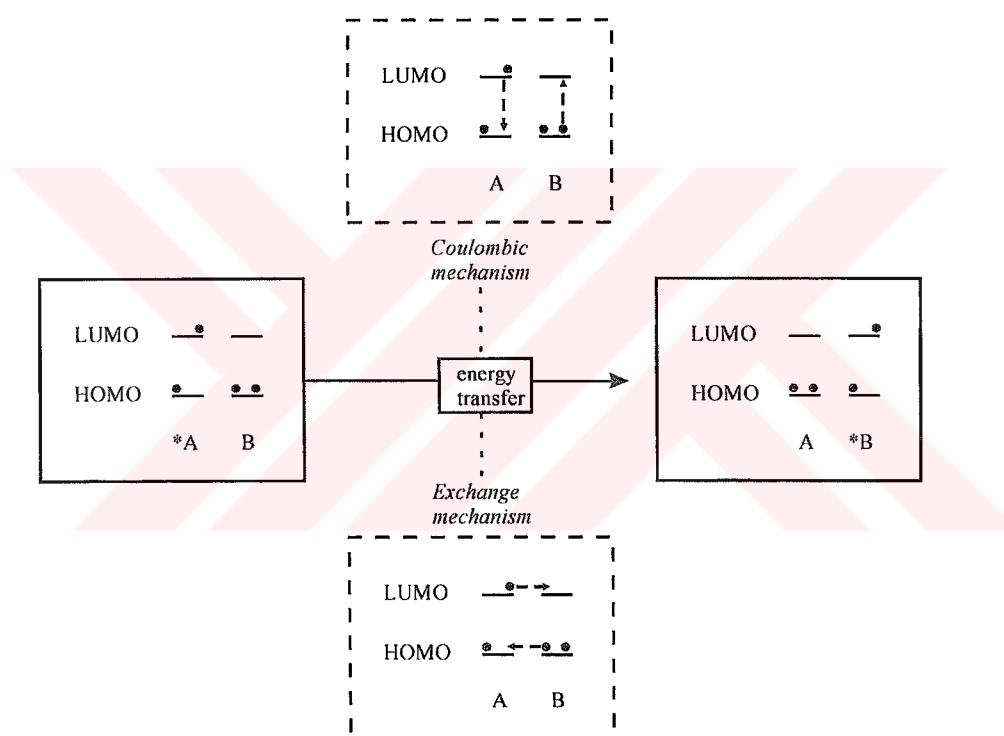 LUMO
HOMO
A B
Coulombic
mechanism
LUMO
HOMO
*A B
energy
transfer
LUMO
HOMO
A *B
Exchange
mechanism
LUMO
HOMO
A B